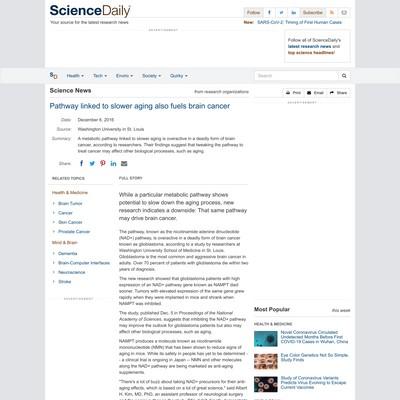 ScienceDaily
Your source for the latest research news
Follow Subscribe
New: SARS-CoV-2: Timing of First Human Cases
ADVERTISEMENT
Follow all of ScienceDaily's
latest research news and
top science headlines!
SD Health Tech Enviro Society Quirky
Search
Science News
from research organizations
Print Email Share
Pathway linked to slower aging also fuels brain cancer
ADVERTISEMENT
Date: December 6, 2016
Source: Washington University in St. Louis
Summary: A metabolic pathway linked to slower aging is overactive in a deadly form of brain
cancer, according to researchers. Their findings suggest that tweaking the pathway to
treat cancer may affect other biological processes, such as aging.
Share:
RELATED TOPICS
Health & Medicine
Brain Tumor
Cancer
Skin Cancer
Prostate Cancer
Mind & Brain
Dementia
Brain-Computer Interfaces
Neuroscience
Stroke
ADVERTISEMENT
FULL STORY
While a particular metabolic pathway shows
potential to slow down the aging process, new
research indicates a downside: That same pathway
may drive brain cancer.
The pathway, known as the nicotinamide adenine dinucleotide
(NAD+) pathway, is overactive in a deadly form of brain cancer
known as glioblastoma, according to a study by researchers at
Washington University School of Medicine in St. Louis.
Glioblastoma is the most common and aggressive brain cancer in
adults. Over 70 percent of patients with glioblastoma die within two
years of diagnosis.
The new research showed that glioblastoma patients with high
expression of an NAD+ pathway gene known as NAMPT died
sooner. Tumors with elevated expression of the same gene grew
rapidly when they were implanted in mice and shrank when
NAMPT was inhibited.
The study, published Dec. 5 in Proceedings of the National
Academy of Sciences, suggests that inhibiting the NAD+ pathway
may improve the outlook for glioblastoma patients but also may
affect other biological processes, such as aging.
NAMPT produces a molecule known as nicotinamide
mononucleotide (NMN) that has been shown to reduce signs of
aging in mice. While its safety in people has yet to be determined -
- a clinical trial is ongoing in Japan -- NMN and other molecules
along the NAD+ pathway are being marketed as anti-aging
supplements.
"There's a lot of buzz about taking NAD+ precursors for their anti-
aging effects, which is based on a lot of great science," said Albert
H. Kim, MD, PhD, an assistant professor of neurological surgery
Most Popular this week
HEALTH & MEDICINE
Novel Coronavirus Circulated
Undetected Months Before First
COVID-19 Cases in Wuhan, China
Eye Color Genetics Not So Simple,
Study Finds
Study of Coronavirus Variants
Predicts Virus Evolving to Escape
Current Vaccines